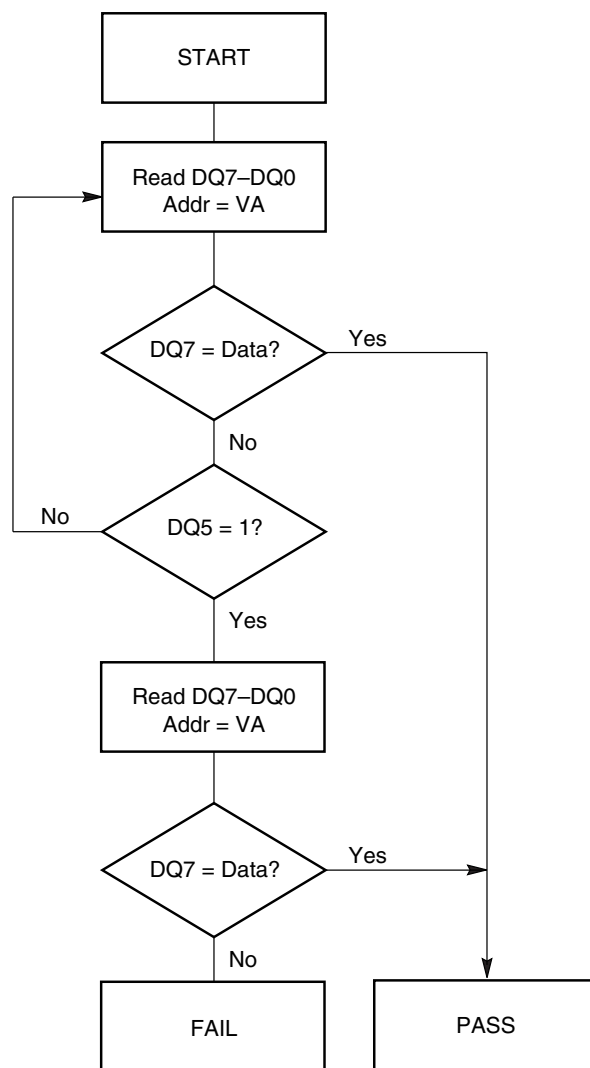 START
Read DQ7–DQ0
Addr = VA
DQ7 = Data?
Yes
No
No
DQ5 = 1?
Yes
Read DQ7–DQ0
Addr = VA
DQ7 = Data?
Yes
No
FAIL
PASS